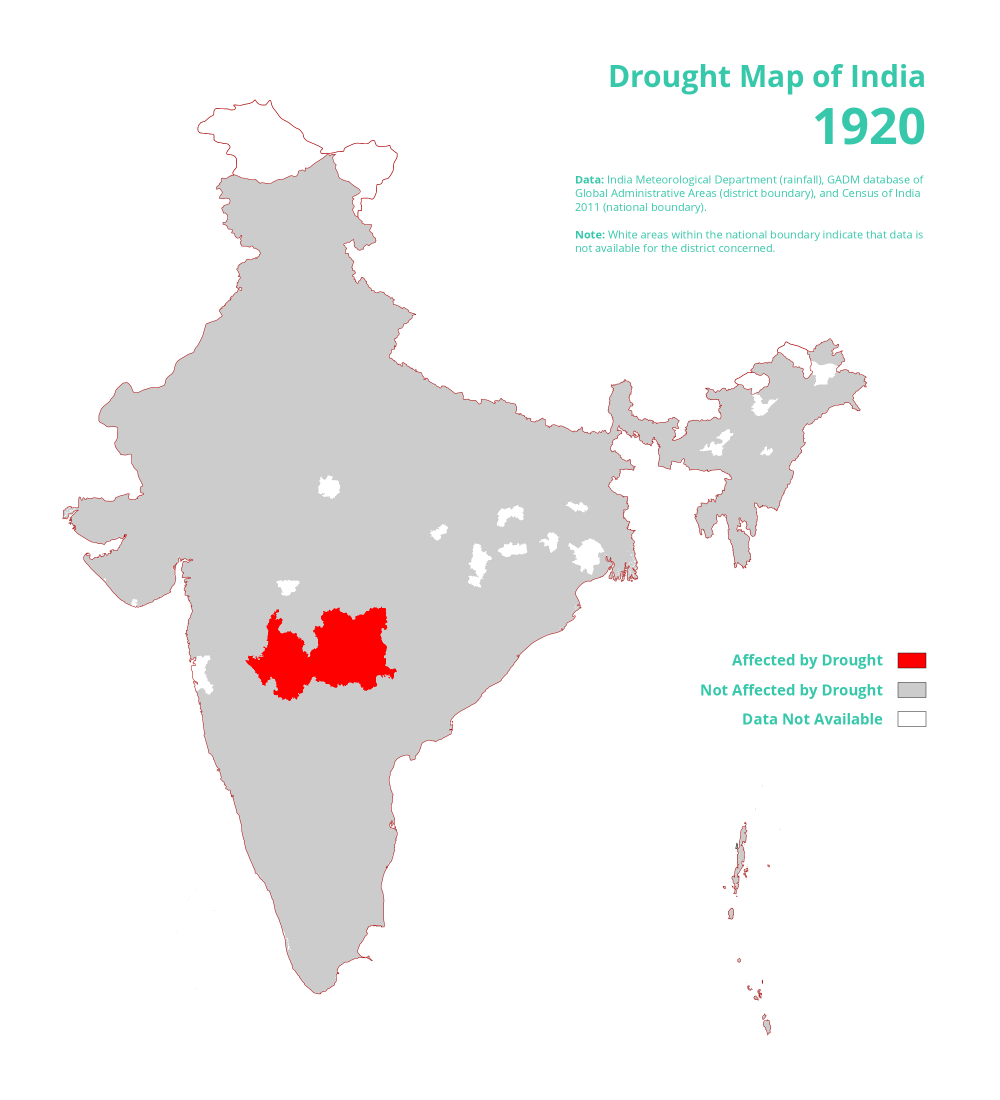 Drought Map of India
1920
Data: India Meteorological Department (rainfall), GADM database of
Global Administrative Areas (district boundary), and Census of India
2011 (national boundary).
Note: White areas within the national boundary indicate that data is
not available for the district concerned.
Affected by Drought
Not Affected by Drought
Data Not Available